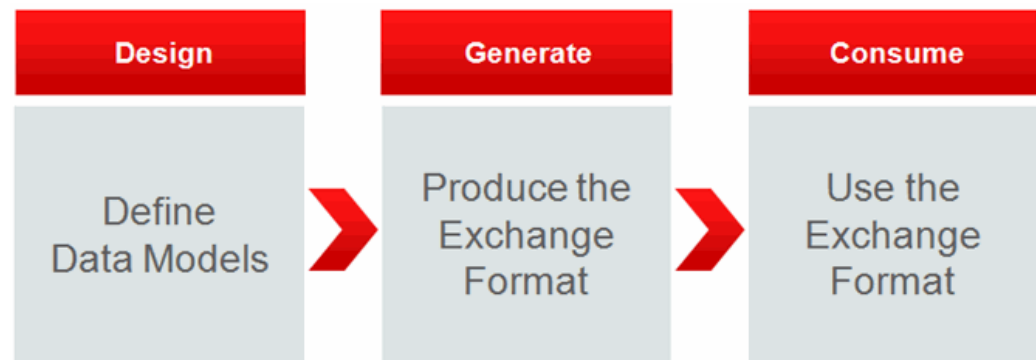 Design
Generate
Consume
Define
Data Models
Produce the
Exchange
Format
Use the
Exchange
Format